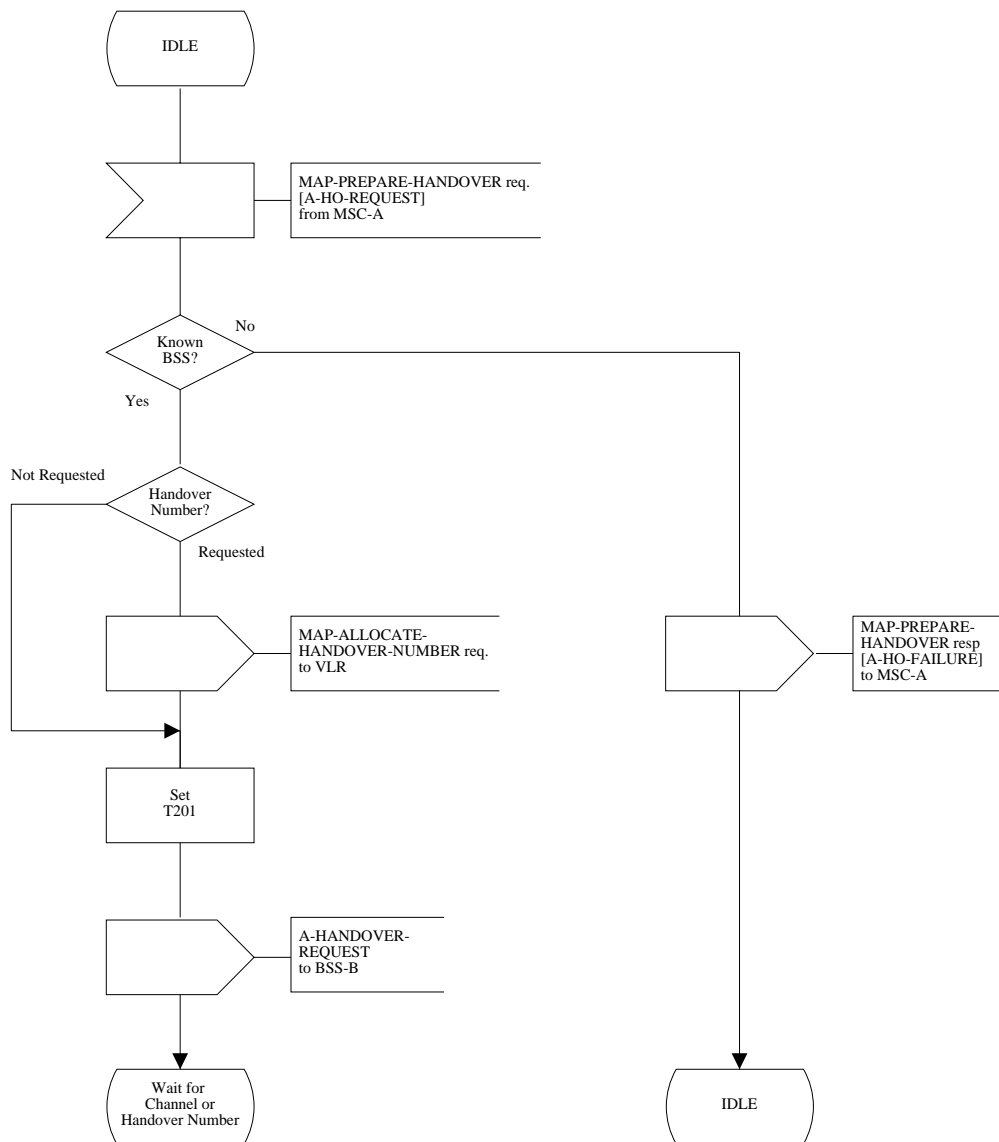 IDLE
MAP-PREPARE-HANDOVER req.
[A-HO-REQUEST]
from MSC-A
No
Known
BSS?
Yes
Not Requested
Handover
Number?
Requested
MAP-ALLOCATE-
HANDOVER-NUMBER req.
to VLR
MAP-PREPARE-
HANDOVER resp
[A-HO-FAILURE]
to MSC-A
Set
T201
A-HANDOVER-
REQUEST
to BSS-B
Wait for
Channel or
Handover Number
IDLE